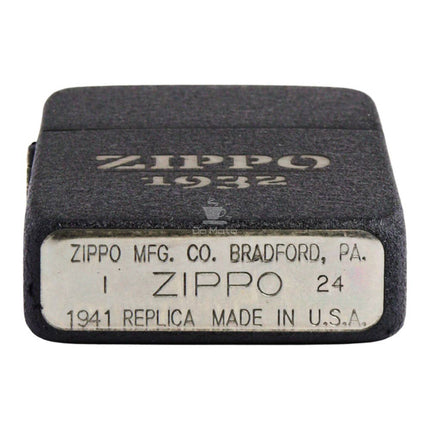 ZIPPO
1932
ZIPPO MFG. CO. BRADFORD, PA.
I ZIPPO 24
1941 REPLICA MADE IN U.S.A.